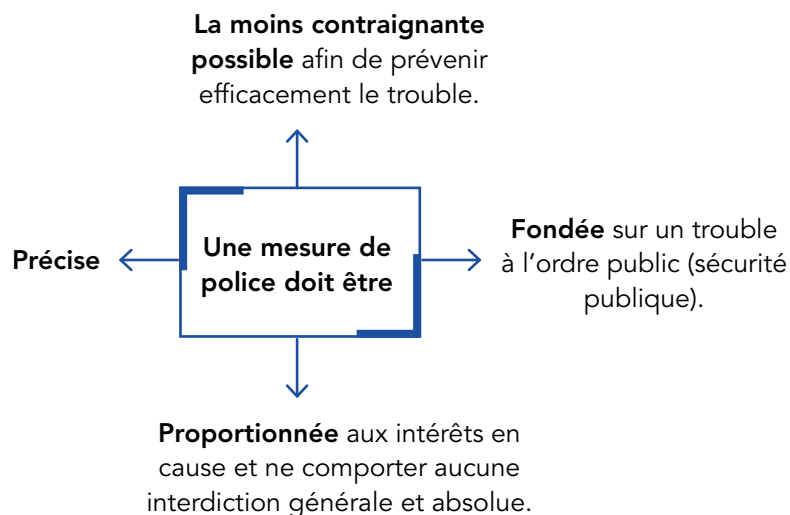 La moins contraignante
possible afin de prévenir
efficacement le trouble.
Précise
Une mesure de
police doit être
Fondée sur un trouble
à l'ordre public (sécurité
publique).
Proportionnée aux intérêts en
cause et ne comporter aucune
interdiction générale et absolue.